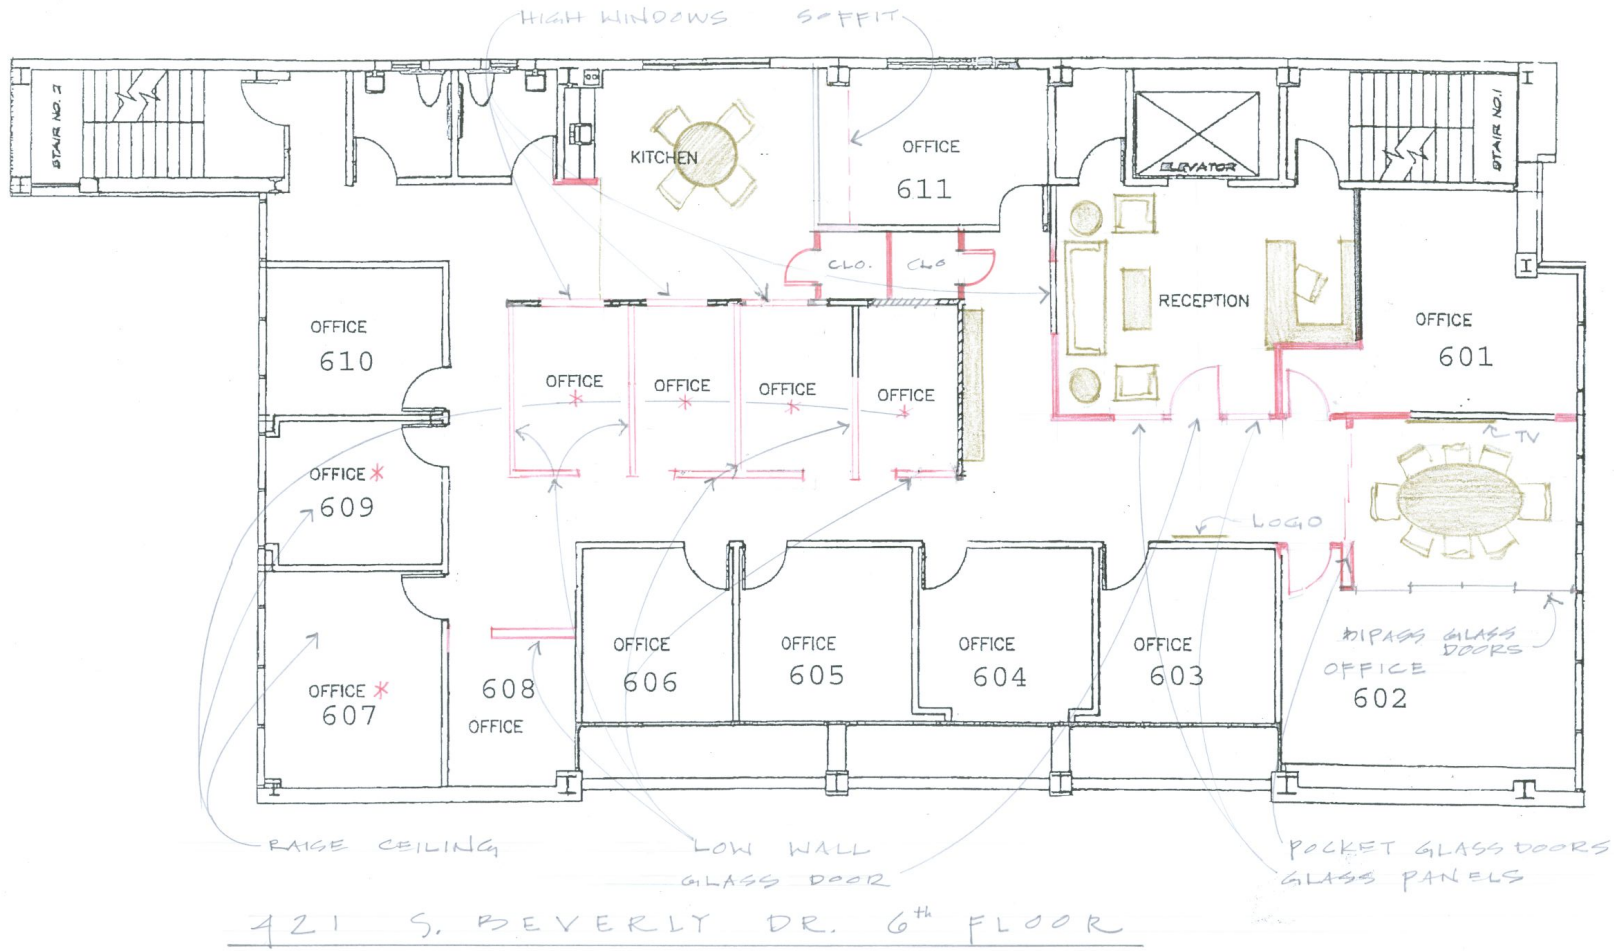 HIGH WINDOWS
SOFFIT
STAIR NO. 2
KITCHEN
OFFICE
611
ELEVATOR
STAIR NO. 1
CLO.
CLO
RECEPTION
OFFICE
601
OFFICE
610
OFFICE
OFFICE
OFFICE
OFFICE
TV
OFFICE
609
LOGO
OFFICE
607
608
OFFICE
OFFICE
606
OFFICE
605
OFFICE
604
OFFICE
603
BIPASS GLASS
DOORS
OFFICE
602
RAISE CEILING
LOW WALL
GLASS DOOR
POCKET GLASS DOORS
GLASS PANELS
421 S. BEVERLY DR. 6th FLOOR